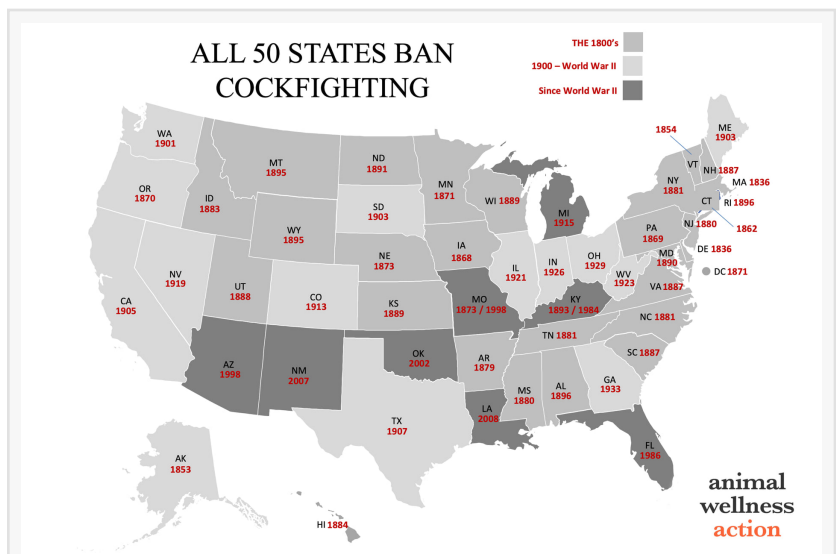 ALL 50 STATES BAN
COCKFIGHTING
THE 1800's
1900 – World War II
Since World War II
WA
1901
OR
1870
CA
1905
NV
1919
ID
1883
MT
1895
WY
1895
UT
1888
CO
1913
AZ
1998
NM
2007
ND
1891
SD
1903
NE
1873
KS
1889
OK
2002
TX
1907
MN
1871
IA
1868
MO
1873 / 1998
AR
1879
LA
2008
WI 1889
IL
1921
MI
1915
IN
1926
OH
1929
KY
1893 / 1984
TN 1881
MS
1880
AL
1896
GA
1933
FL
1986
SC 1887
NC 1881
VA 1887
WV
1923
MD
1890
DE 1836
DC 1871
PA
1869
NJ 1880
NY
1881
CT
1862
RI 1896
MA 1836
VT
1854
NH 1887
ME
1903
AK
1853
HI 1884
animal
wellness
action